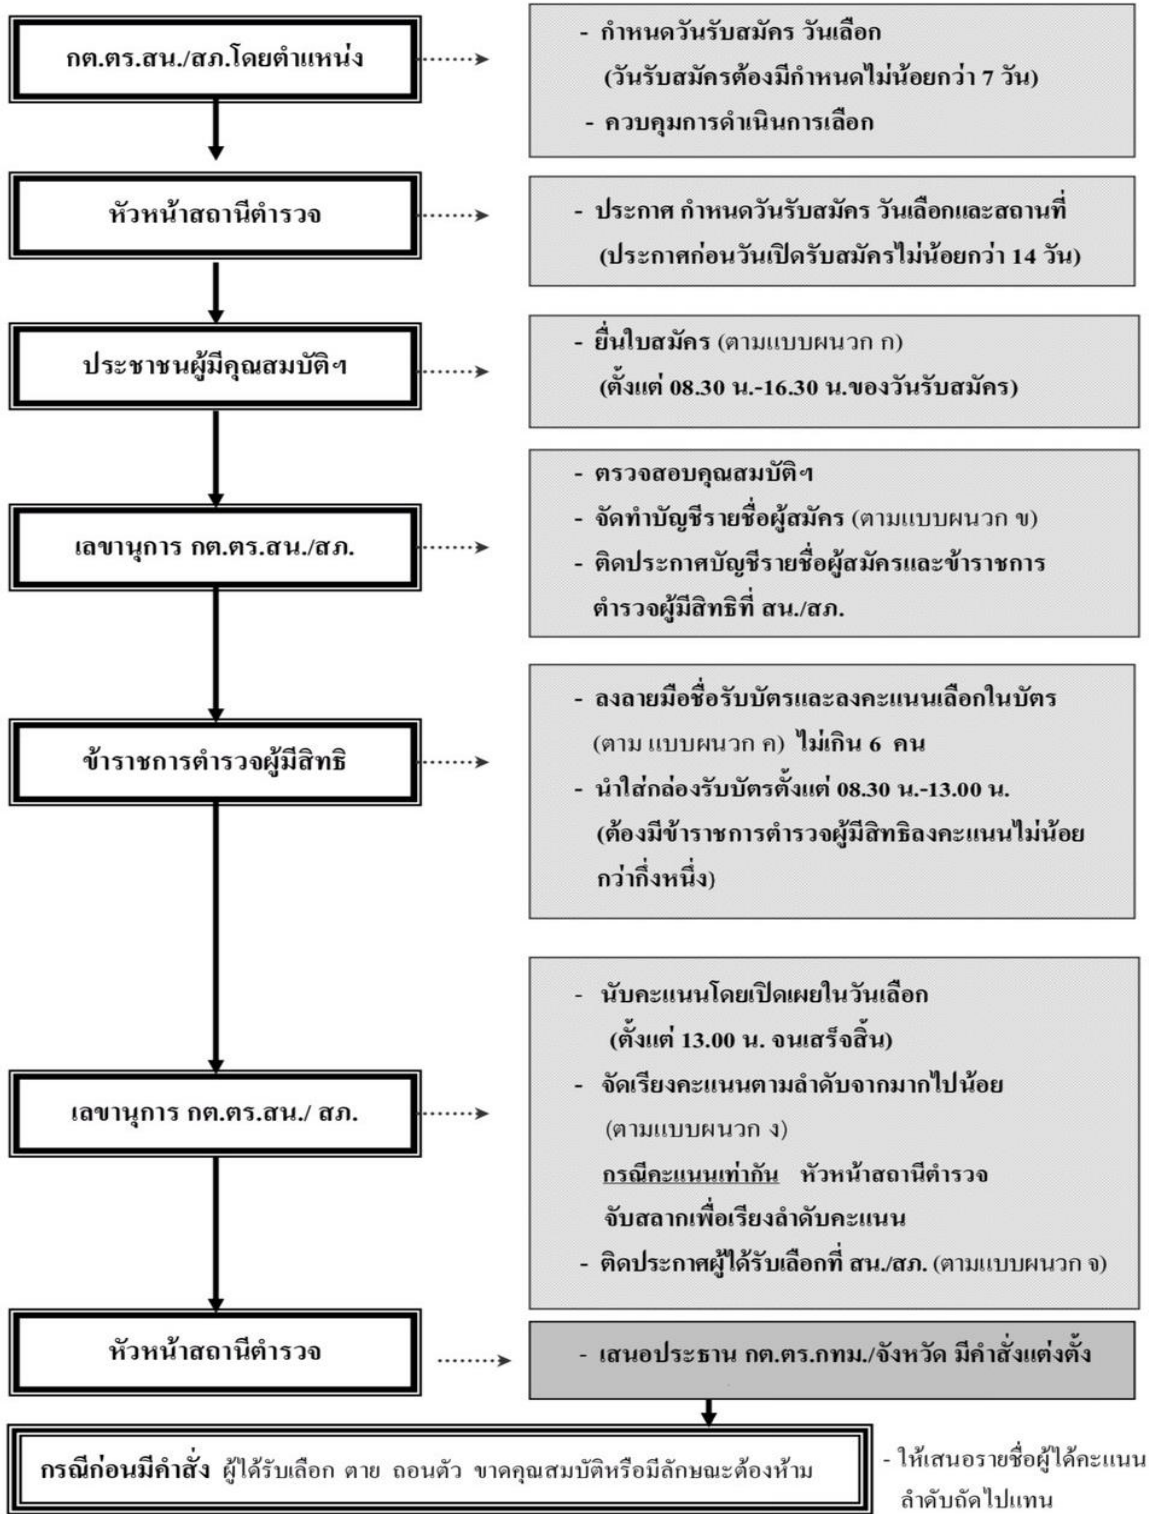 กต.ตร.สน./สภ.โดยตำแหน่ง
- กำหนดวันรับสมัคร วันเลือก
(วันรับสมัครต้องมีกำหนดไม่น้อยกว่า 7 วัน)
- ควบคุมการดำเนินการเลือก
หัวหน้าสถานีตำรวจ
- ประกาศ กำหนดวันรับสมัคร วันเลือกและสถานที่
(ประกาศก่อนวันเปิดรับสมัครไม่น้อยกว่า 14 วัน)
ประชาชนผู้มีคุณสมบัติฯ
- ยื่นใบสมัคร (ตามแบบผนวก ก)
(ตั้งแต่ 08.30 น.-16.30 น.ของวันรับสมัคร)
เลขานุการ กต.ตร.สน./สภ.
- ตรวจสอบคุณสมบัติฯ
- จัดทำบัญชีรายชื่อผู้สมัคร (ตามแบบผนวก ข)
- ติดประกาศบัญชีรายชื่อผู้สมัครและข้าราชการ
ตำรวจผู้มีสิทธิที่ สน./สภ.
ข้าราชการตำรวจผู้มีสิทธิ
- ลงลายมือชื่อรับบัตรและลงคะแนนเลือกในบัตร
(ตาม แบบผนวก ค) ไม่เกิน 6 คน
- นำใส่กล่องรับบัตรตั้งแต่ 08.30 น.-13.00 น.
(ต้องมีข้าราชการตำรวจผู้มีสิทธิลงคะแนนไม่น้อย
กว่ากึ่งหนึ่ง)
เลขานุการ กต.ตร.สน./ สภ.
- นับคะแนนโดยเปิดเผยในวันเลือก
(ตั้งแต่ 13.00 น. จนเสร็จสิ้น)
- จัดเรียงคะแนนตามลำดับจากมากไปน้อย
(ตามแบบผนวก ง)
กรณีคะแนนเท่ากัน หัวหน้าสถานีตำรวจ
จับสลากเพื่อเรียงลำดับคะแนน
- ติดประกาศผู้ได้รับเลือกที่ สน./สภ. (ตามแบบผนวก จ)
หัวหน้าสถานีตำรวจ
- เสนอประธาน กต.ตร.กทม./จังหวัด มีคำสั่งแต่งตั้ง
กรณีก่อนมีคำสั่ง ผู้ได้รับเลือก ตาย ถอนตัว ขาดคุณสมบัติหรือมีลักษณะต้องห้าม
- ให้เสนอรายชื่อผู้ได้คะแนน
ลำดับถัดไปแทน